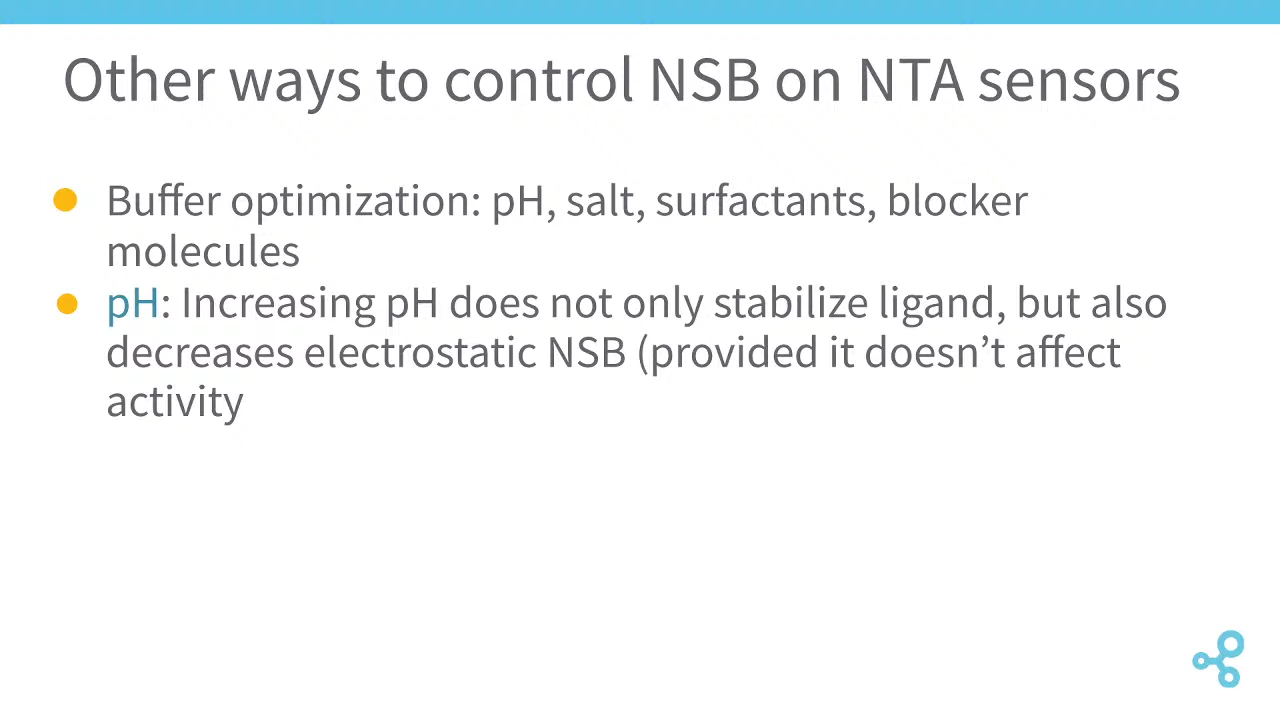 Other ways to control NSB on NTA sensors
Buffer optimization: pH, salt, surfactants, blocker
molecules
pH: Increasing pH does not only stabilize ligand, but also
decreases electrostatic NSB (provided it doesn’t affect
activity